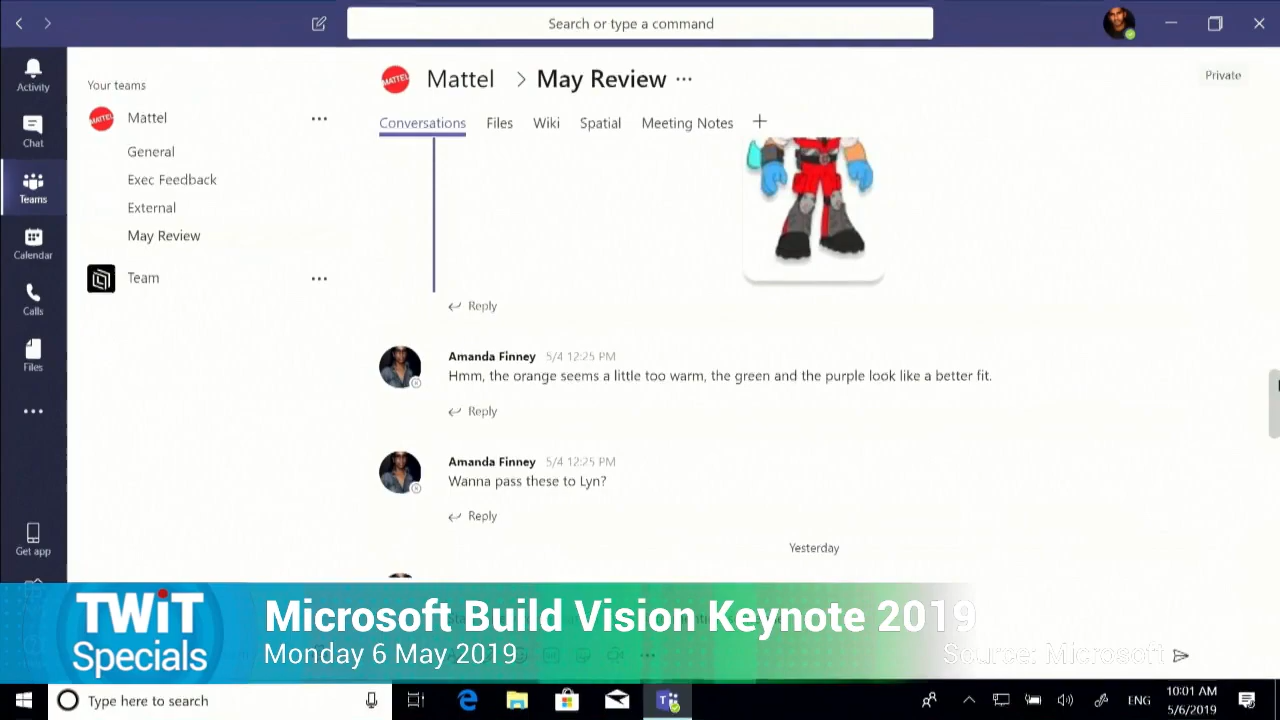 Search or type a command
Activity
Chat
Teams
Calendar
Calls
Files
Get app
Your teams
MATTEL
Mattel
General
Exec Feedback
External
May Review
Team
MATTEL
Mattel > May Review
Private
Conversations
Files
Wiki
Spatial
Meeting Notes
Reply
Amanda Finney 5/4 12:25 PM
Hmm, the orange seems a little too warm, the green and the purple look like a better fit.
Reply
Amanda Finney 5/4 12:25 PM
Wanna pass these to Lyn?
Reply
Yesterday
TWiT
Specials
Microsoft Build Vision Keynote 2019
Monday 6 May 2019
Source: Microsoft
Type here to search
ENG
10:01 AM
5/6/2019